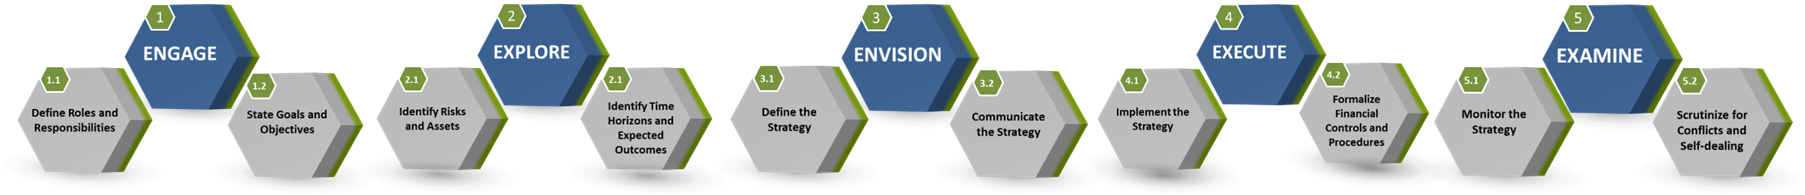 1
ENGAGE
1.1
Define Roles and
Responsibilities
1.2
State Goals and
Objectives
2
EXPLORE
2.1
Identify Risks
and Assets
2.1
Identify Time
Horizons and
Expected
Outcomes
3
ENVISION
3.1
Define the
Strategy
3.2
Communicate
the Strategy
4
EXECUTE
4.1
Implement the
Strategy
4.2
Formalize
Financial
Controls and
Procedures
5
EXAMINE
5.1
Monitor the
Strategy
5.2
Scrutinize for
Conflicts and
Self-dealing